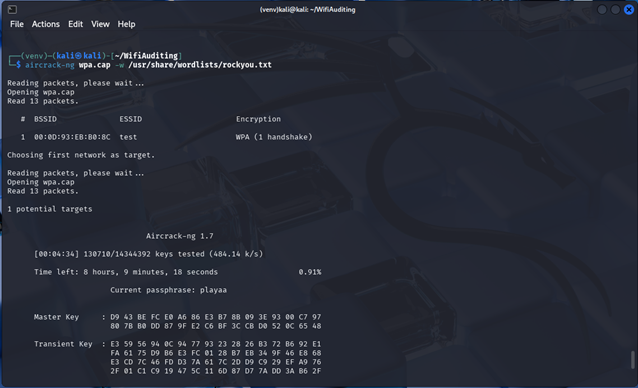 (venv)kali@kali: ~/WifiAuditing
File Actions Edit View Help
(venv)-(kali㉿kali)-[~/WifiAuditing]
$ aircrack-ng wpa.cap -w /usr/share/wordlists/rockyou.txt
Reading packets, please wait...
Opening wpa.cap
Read 13 packets.
# BSSID ESSID Encryption
1 00:0D:93:EB:B0:8C test WPA (1 handshake)
Choosing first network as target.
Reading packets, please wait...
Opening wpa.cap
Read 13 packets.
1 potential targets
Aircrack-ng 1.7
[00:04:34] 130710/14344392 keys tested (484.14 k/s)
Time left: 8 hours, 9 minutes, 18 seconds 0.91%
Current passphrase: playaa
Master Key : D9 43 BE FC E0 A6 86 E3 B7 8B 09 3E 93 00 C7 97
80 7B B0 DD 87 9F E2 C6 BF 3C CB D0 52 0C 65 48
Transient Key : E3 59 56 94 0C 94 77 93 23 28 26 B3 72 B6 92 E1
FA 61 75 D9 B6 E3 FC 01 28 B7 EB 34 9F 46 E8 68
E3 CD 7C 46 FD D3 7A 61 7C 2D D9 C9 29 EF A9 76
2F 01 C1 C9 19 47 5C 11 6D 87 D7 7A DD 3A B6 2F